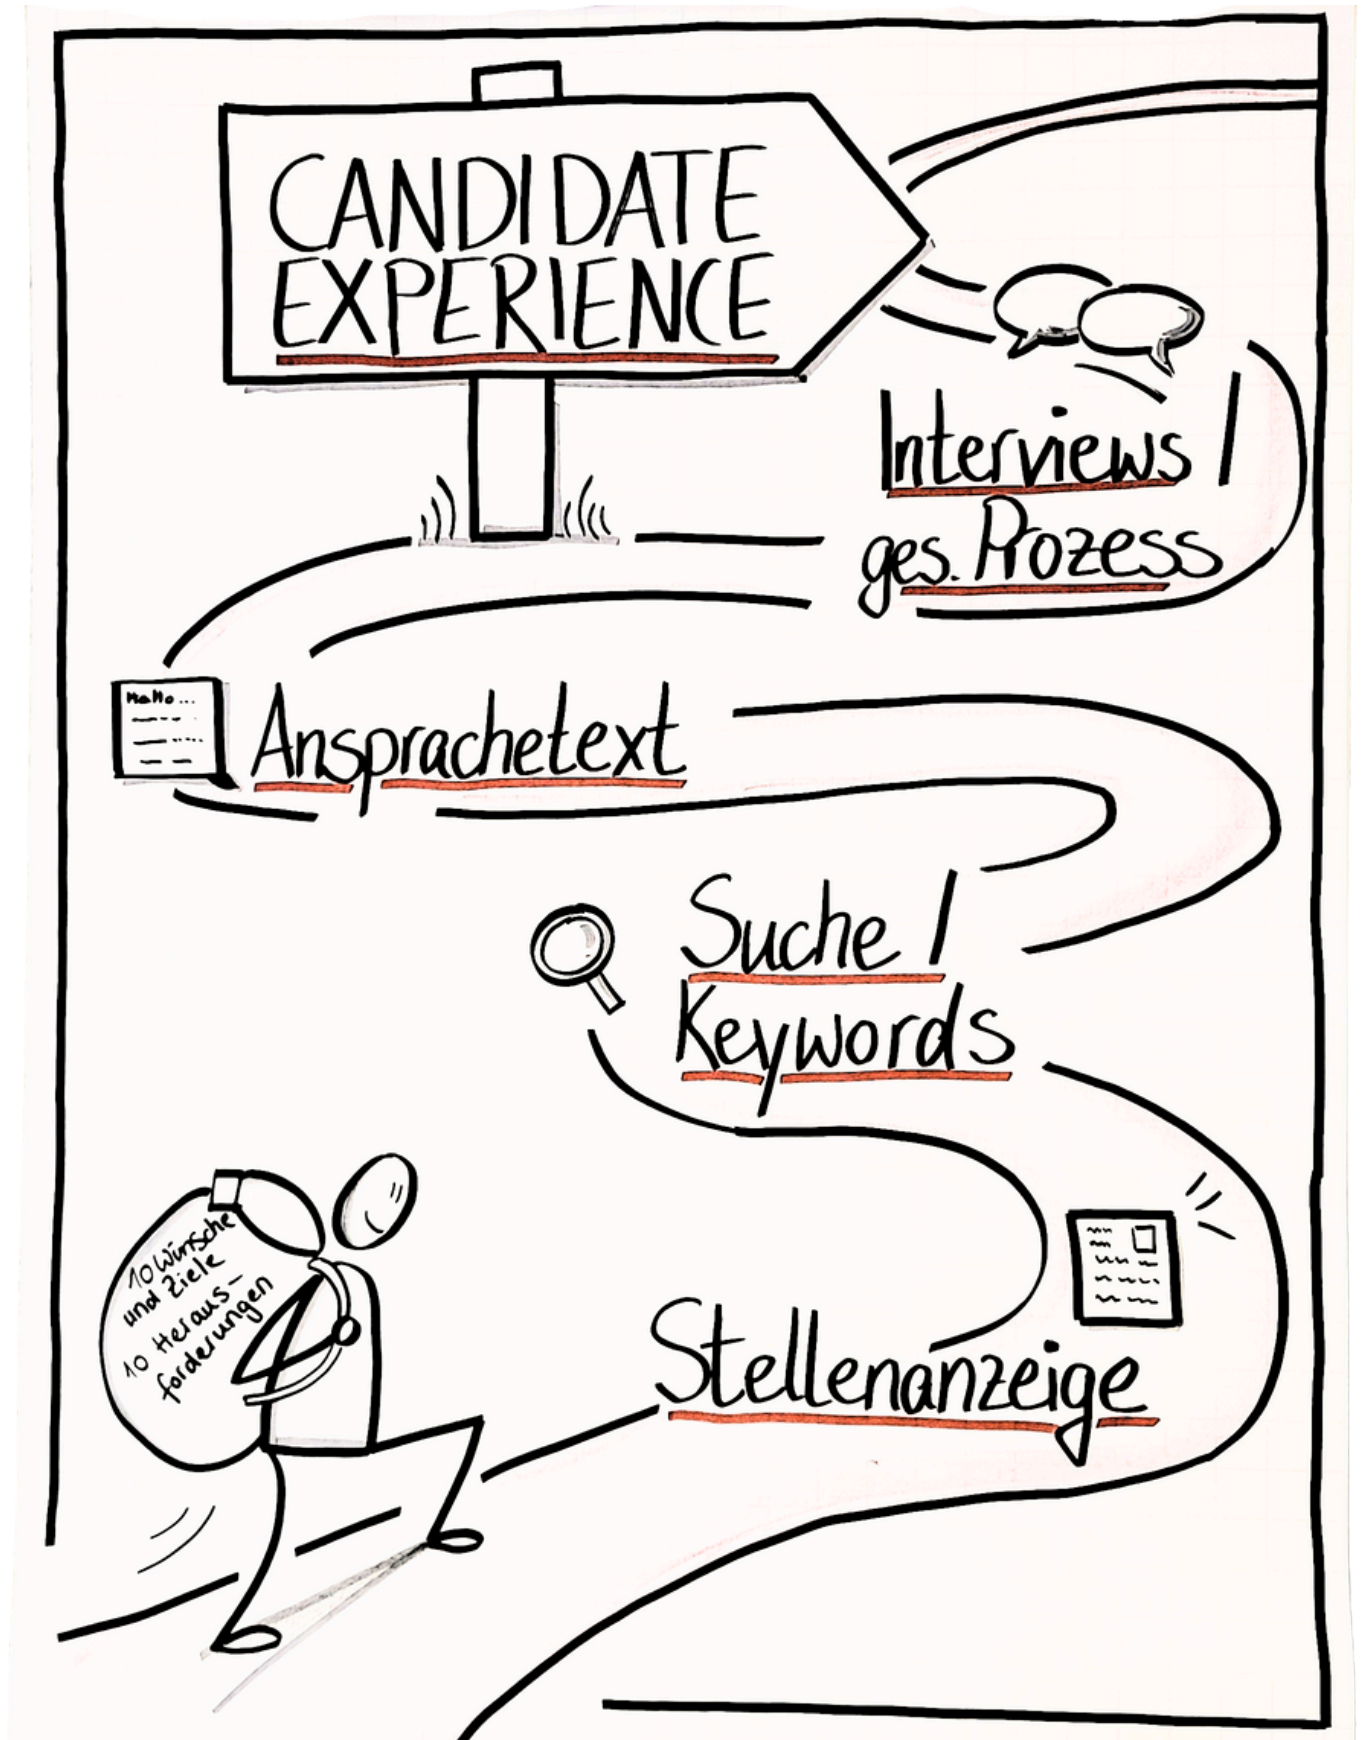 CANDIDATE
EXPERIENCE
Interviews /
ges. Prozess
Hallo...
Ansprachetext
Suche /
Keywords
10 Wünsche
und Ziele
10 Heraus-
forderungen
Stellenanzeige